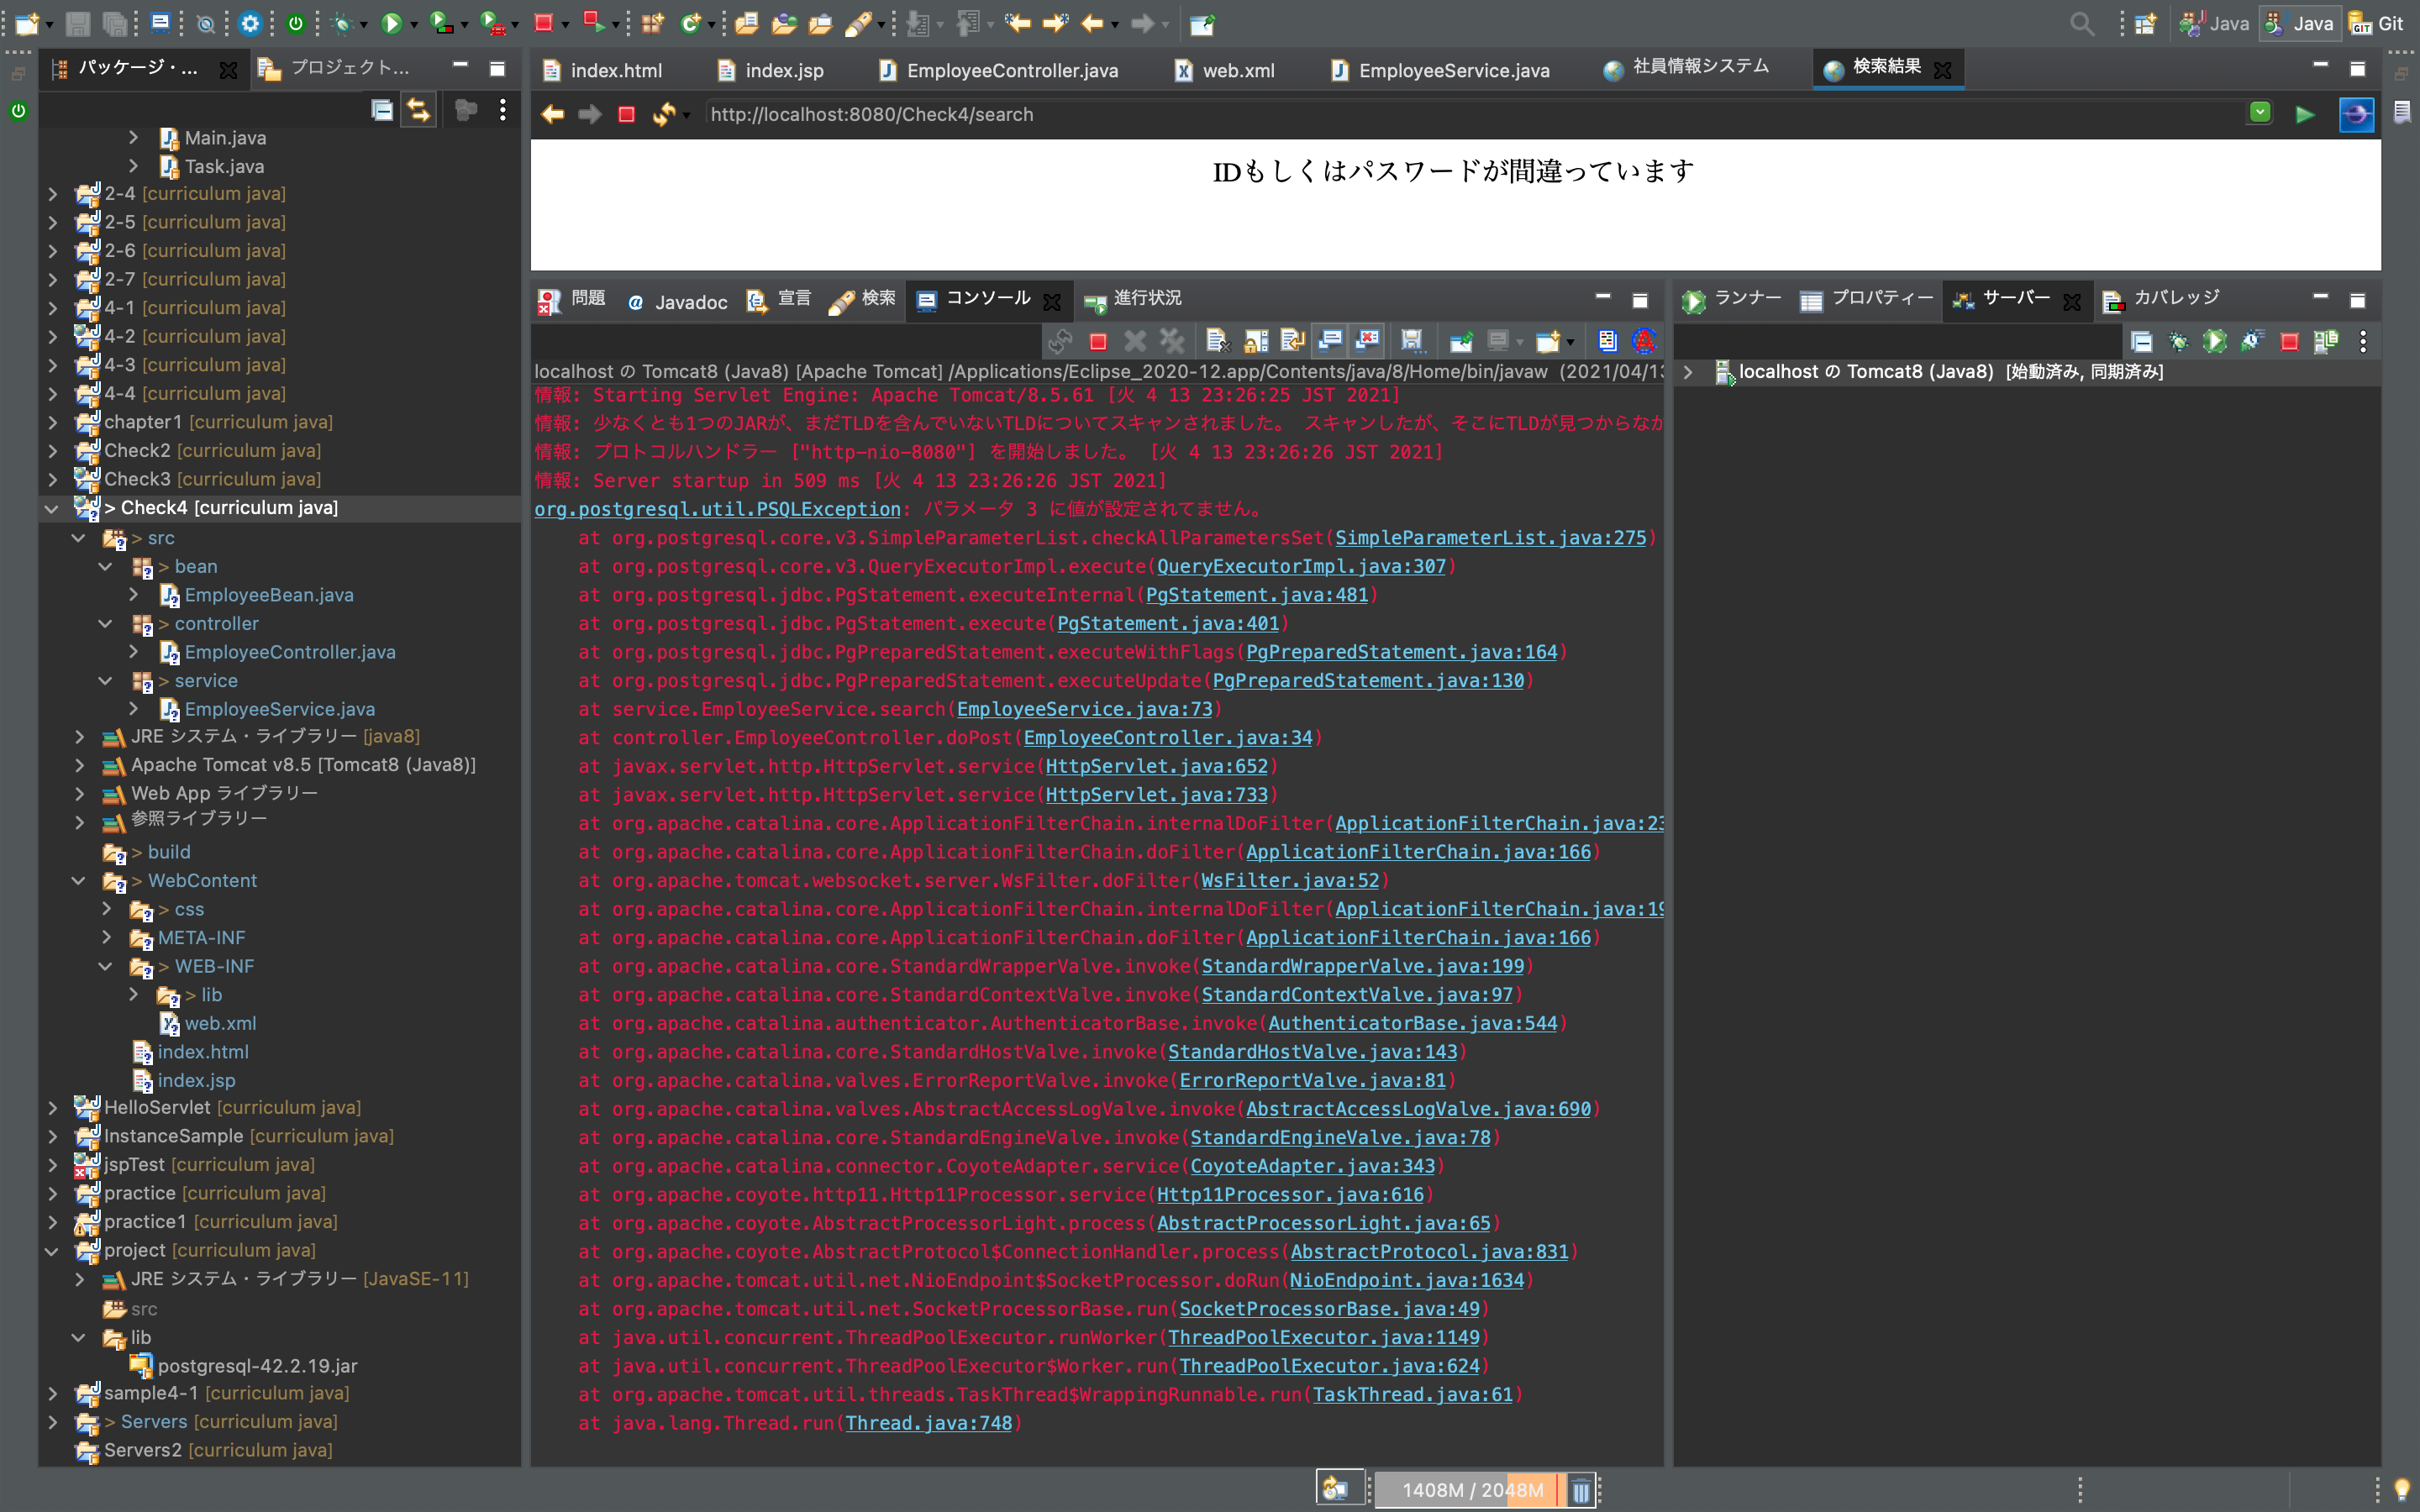 Java
Java
Git
パッケージ・...
プロジェクト...
Main.java
Task.java
2-4 [curriculum java]
2-5 [curriculum java]
2-6 [curriculum java]
2-7 [curriculum java]
4-1 [curriculum java]
4-2 [curriculum java]
4-3 [curriculum java]
4-4 [curriculum java]
chapter1 [curriculum java]
Check2 [curriculum java]
Check3 [curriculum java]
> Check4 [curriculum java]
> src
> bean
EmployeeBean.java
> controller
EmployeeController.java
> service
EmployeeService.java
JRE システム・ライブラリー [java8]
Apache Tomcat v8.5 [Tomcat8 (Java8)]
Web App ライブラリー
参照ライブラリー
> build
> WebContent
> css
META-INF
> WEB-INF
> lib
web.xml
index.html
index.jsp
HelloServlet [curriculum java]
InstanceSample [curriculum java]
jspTest [curriculum java]
practice [curriculum java]
practice1 [curriculum java]
project [curriculum java]
JRE システム・ライブラリー [JavaSE-11]
src
lib
postgresql-42.2.19.jar
sample4-1 [curriculum java]
> Servers [curriculum java]
Servers2 [curriculum java]
index.html
index.jsp
EmployeeController.java
web.xml
EmployeeService.java
社員情報システム
検索結果
http://localhost:8080/Check4/search
IDもしくはパスワードが間違っています
問題
@ Javadoc
宣言
検索
コンソール
進行状況
localhost の Tomcat8 (Java8) [Apache Tomcat] /Applications/Eclipse_2020-12.app/Contents/java/8/Home/bin/javaw (2021/04/13
情報: Starting Servlet Engine: Apache Tomcat/8.5.61 [火 4 13 23:26:25 JST 2021]
情報: 少なくとも1つのJARが、まだTLDを含んでいないTLDについてスキャンされました。 スキャンしたが、そこにTLDが見つからなか
情報: プロトコルハンドラー ["http-nio-8080"] を開始しました。 [火 4 13 23:26:26 JST 2021]
情報: Server startup in 509 ms [火 4 13 23:26:26 JST 2021]
org.postgresql.util.PSQLException: パラメータ 3 に値が設定されてません。
at org.postgresql.core.v3.SimpleParameterList.checkAllParametersSet(SimpleParameterList.java:275)
at org.postgresql.core.v3.QueryExecutorImpl.execute(QueryExecutorImpl.java:307)
at org.postgresql.jdbc.PgStatement.executeInternal(PgStatement.java:481)
at org.postgresql.jdbc.PgStatement.execute(PgStatement.java:401)
at org.postgresql.jdbc.PgPreparedStatement.executeWithFlags(PgPreparedStatement.java:164)
at org.postgresql.jdbc.PgPreparedStatement.executeUpdate(PgPreparedStatement.java:130)
at service.EmployeeService.search(EmployeeService.java:73)
at controller.EmployeeController.doPost(EmployeeController.java:34)
at javax.servlet.http.HttpServlet.service(HttpServlet.java:652)
at javax.servlet.http.HttpServlet.service(HttpServlet.java:733)
at org.apache.catalina.core.ApplicationFilterChain.internalDoFilter(ApplicationFilterChain.java:23
at org.apache.catalina.core.ApplicationFilterChain.doFilter(ApplicationFilterChain.java:166)
at org.apache.tomcat.websocket.server.WsFilter.doFilter(WsFilter.java:52)
at org.apache.catalina.core.ApplicationFilterChain.internalDoFilter(ApplicationFilterChain.java:19
at org.apache.catalina.core.ApplicationFilterChain.doFilter(ApplicationFilterChain.java:166)
at org.apache.catalina.core.StandardWrapperValve.invoke(StandardWrapperValve.java:199)
at org.apache.catalina.core.StandardContextValve.invoke(StandardContextValve.java:97)
at org.apache.catalina.authenticator.AuthenticatorBase.invoke(AuthenticatorBase.java:544)
at org.apache.catalina.core.StandardHostValve.invoke(StandardHostValve.java:143)
at org.apache.catalina.valves.ErrorReportValve.invoke(ErrorReportValve.java:81)
at org.apache.catalina.valves.AbstractAccessLogValve.invoke(AbstractAccessLogValve.java:690)
at org.apache.catalina.core.StandardEngineValve.invoke(StandardEngineValve.java:78)
at org.apache.catalina.connector.CoyoteAdapter.service(CoyoteAdapter.java:343)
at org.apache.coyote.http11.Http11Processor.service(Http11Processor.java:616)
at org.apache.coyote.AbstractProcessorLight.process(AbstractProcessorLight.java:65)
at org.apache.coyote.AbstractProtocol$ConnectionHandler.process(AbstractProtocol.java:831)
at org.apache.tomcat.util.net.NioEndpoint$SocketProcessor.doRun(NioEndpoint.java:1634)
at org.apache.tomcat.util.net.SocketProcessorBase.run(SocketProcessorBase.java:49)
at java.util.concurrent.ThreadPoolExecutor.runWorker(ThreadPoolExecutor.java:1149)
at java.util.concurrent.ThreadPoolExecutor$Worker.run(ThreadPoolExecutor.java:624)
at org.apache.tomcat.util.threads.TaskThread$WrappingRunnable.run(TaskThread.java:61)
at java.lang.Thread.run(Thread.java:748)
ランナー
プロパティー
サーバー
カバレッジ
localhost の Tomcat8 (Java8) [始動済み, 同期済み]
1408M / 2048M